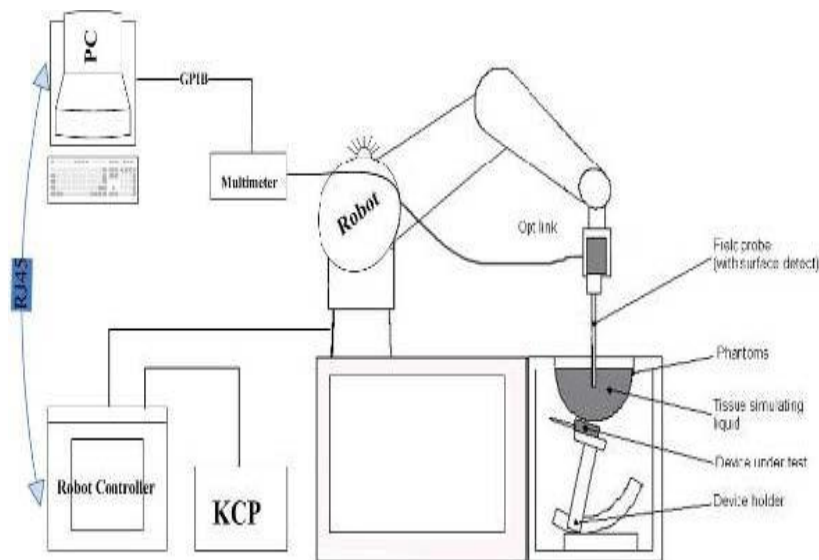 PC
GPIB
Multimeter
Robot
Opt link
Field probe
(with surface detect)
RJ45
Phantoms
Tissue simulating
liquid
Device under test
Device holder
Robot Controller
KCP